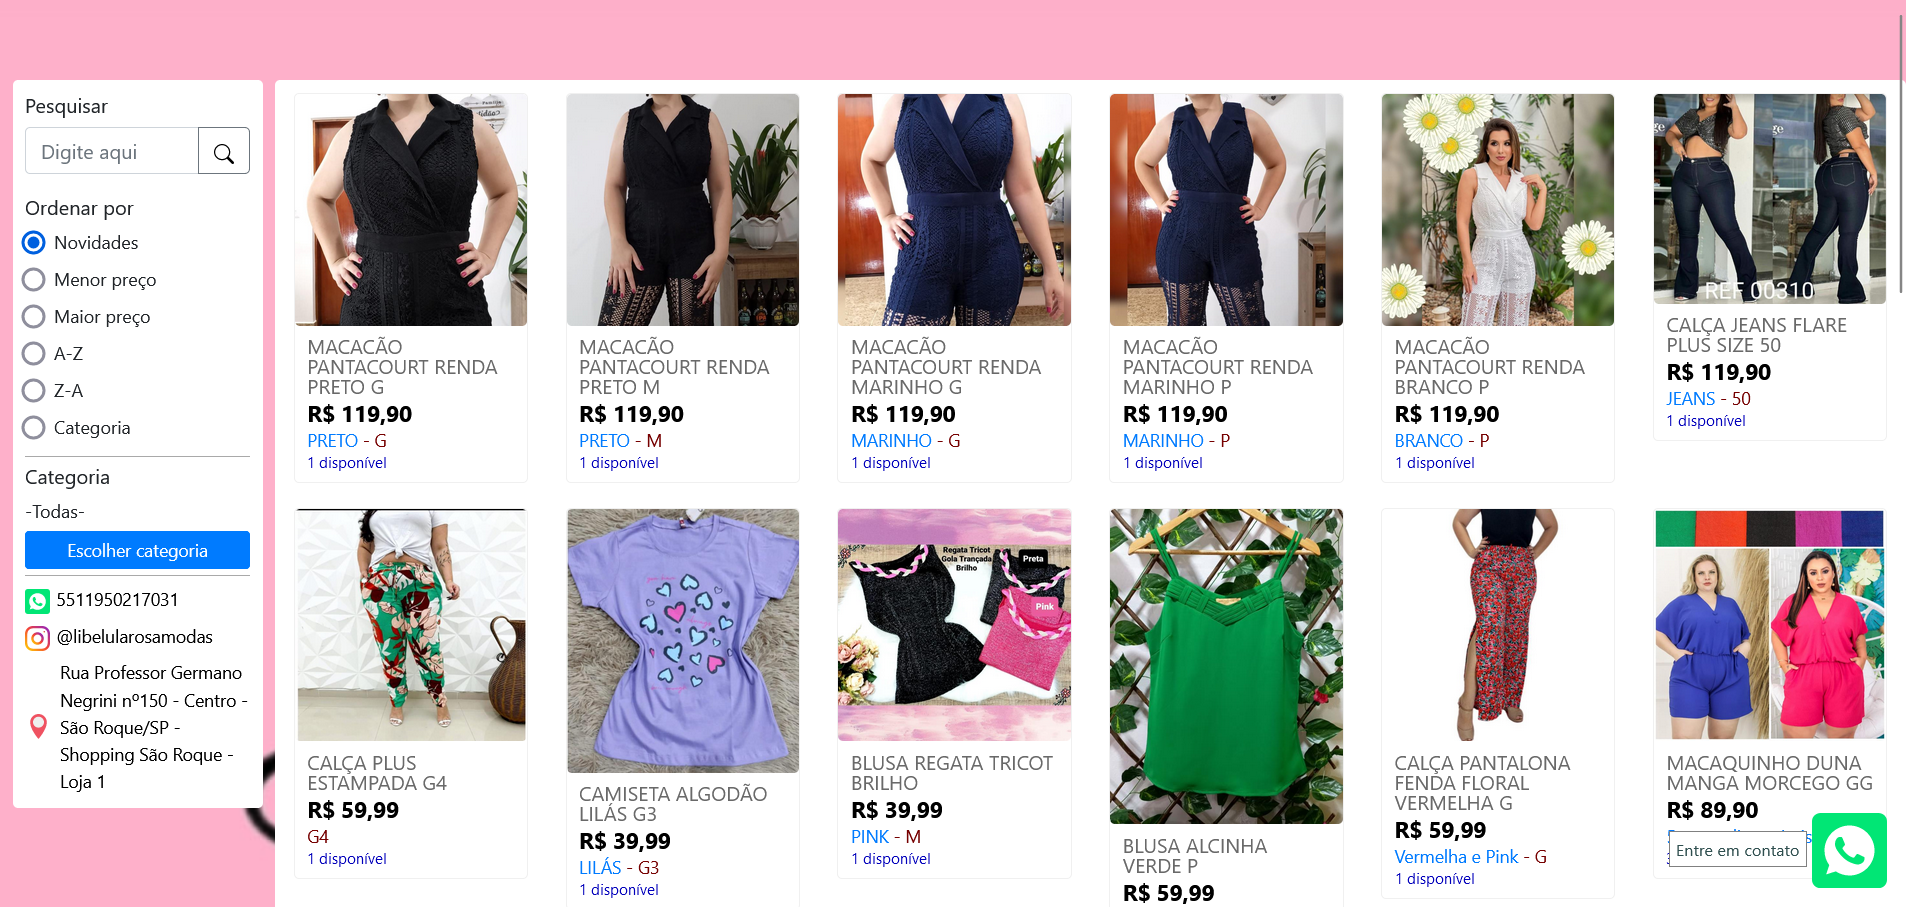 Pesquisar
Digite aqui
Ordenar por
Novidades
Menor preço
Maior preço
A-Z
Z-A
Categoria
Categoria
-Todas-
Escolher categoria
5511950217031
@libelularosamodas
Rua Professor Germano
Negrini nº150 - Centro -
São Roque/SP -
Shopping São Roque -
Loja 1
MACACÃO
PANTACOURT RENDA
PRETO G
R$ 119,90
PRETO - G
1 disponível
MACACÃO
PANTACOURT RENDA
PRETO M
R$ 119,90
PRETO - M
1 disponível
MACACÃO
PANTACOURT RENDA
MARINHO G
R$ 119,90
MARINHO - G
1 disponível
MACACÃO
PANTACOURT RENDA
MARINHO P
R$ 119,90
MARINHO - P
1 disponível
MACACÃO
PANTACOURT RENDA
BRANCO P
R$ 119,90
BRANCO - P
1 disponível
ge
ge
REF 00310
CALÇA JEANS FLARE
PLUS SIZE 50
R$ 119,90
JEANS - 50
1 disponível
CALÇA PLUS
ESTAMPADA G4
R$ 59,99
G4
1 disponível
CAMISETA ALGODÃO
LILÁS G3
R$ 39,99
LILÁS - G3
1 disponível
Regata Tricot
Gola Trançada
Brilho
Preta
Pink
BLUSA REGATA TRICOT
BRILHO
R$ 39,99
PINK - M
1 disponível
BLUSA ALCINHA
VERDE P
R$ 59,99
CALÇA PANTALONA
FENDA FLORAL
VERMELHA G
R$ 59,99
Vermelha e Pink - G
1 disponível
MACAQUINHO DUNA
MANGA MORCEGO GG
R$ 89,90
Entre em contato